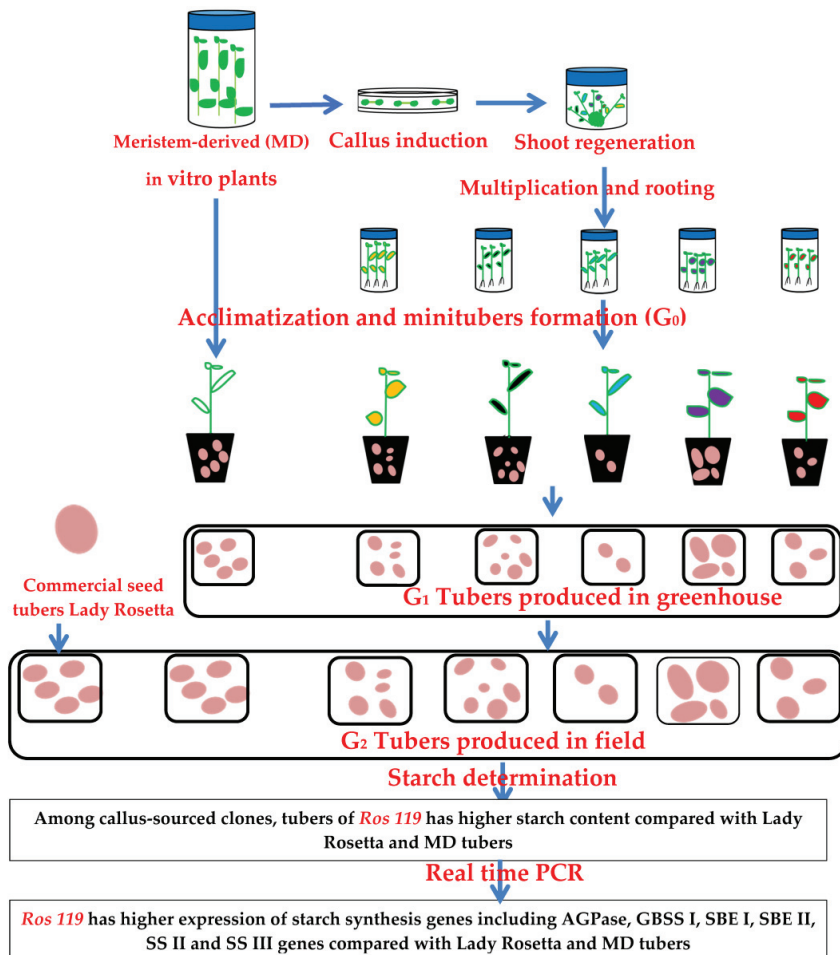 Meristem-derived (MD)
in vitro plants
Callus induction
Shoot regeneration
Multiplication and rooting
Acclimatization and minitubers formation (G₀)
Commercial seed
tubers Lady Rosetta
G₁ Tubers produced in greenhouse
G₂ Tubers produced in field
Starch determination
Among callus-sourced clones, tubers of Ros 119 has higher starch content compared with Lady
Rosetta and MD tubers
Real time PCR
Ros 119 has higher expression of starch synthesis genes including AGPase, GBSS I, SBE I, SBE II,
SS II and SS III genes compared with Lady Rosetta and MD tubers